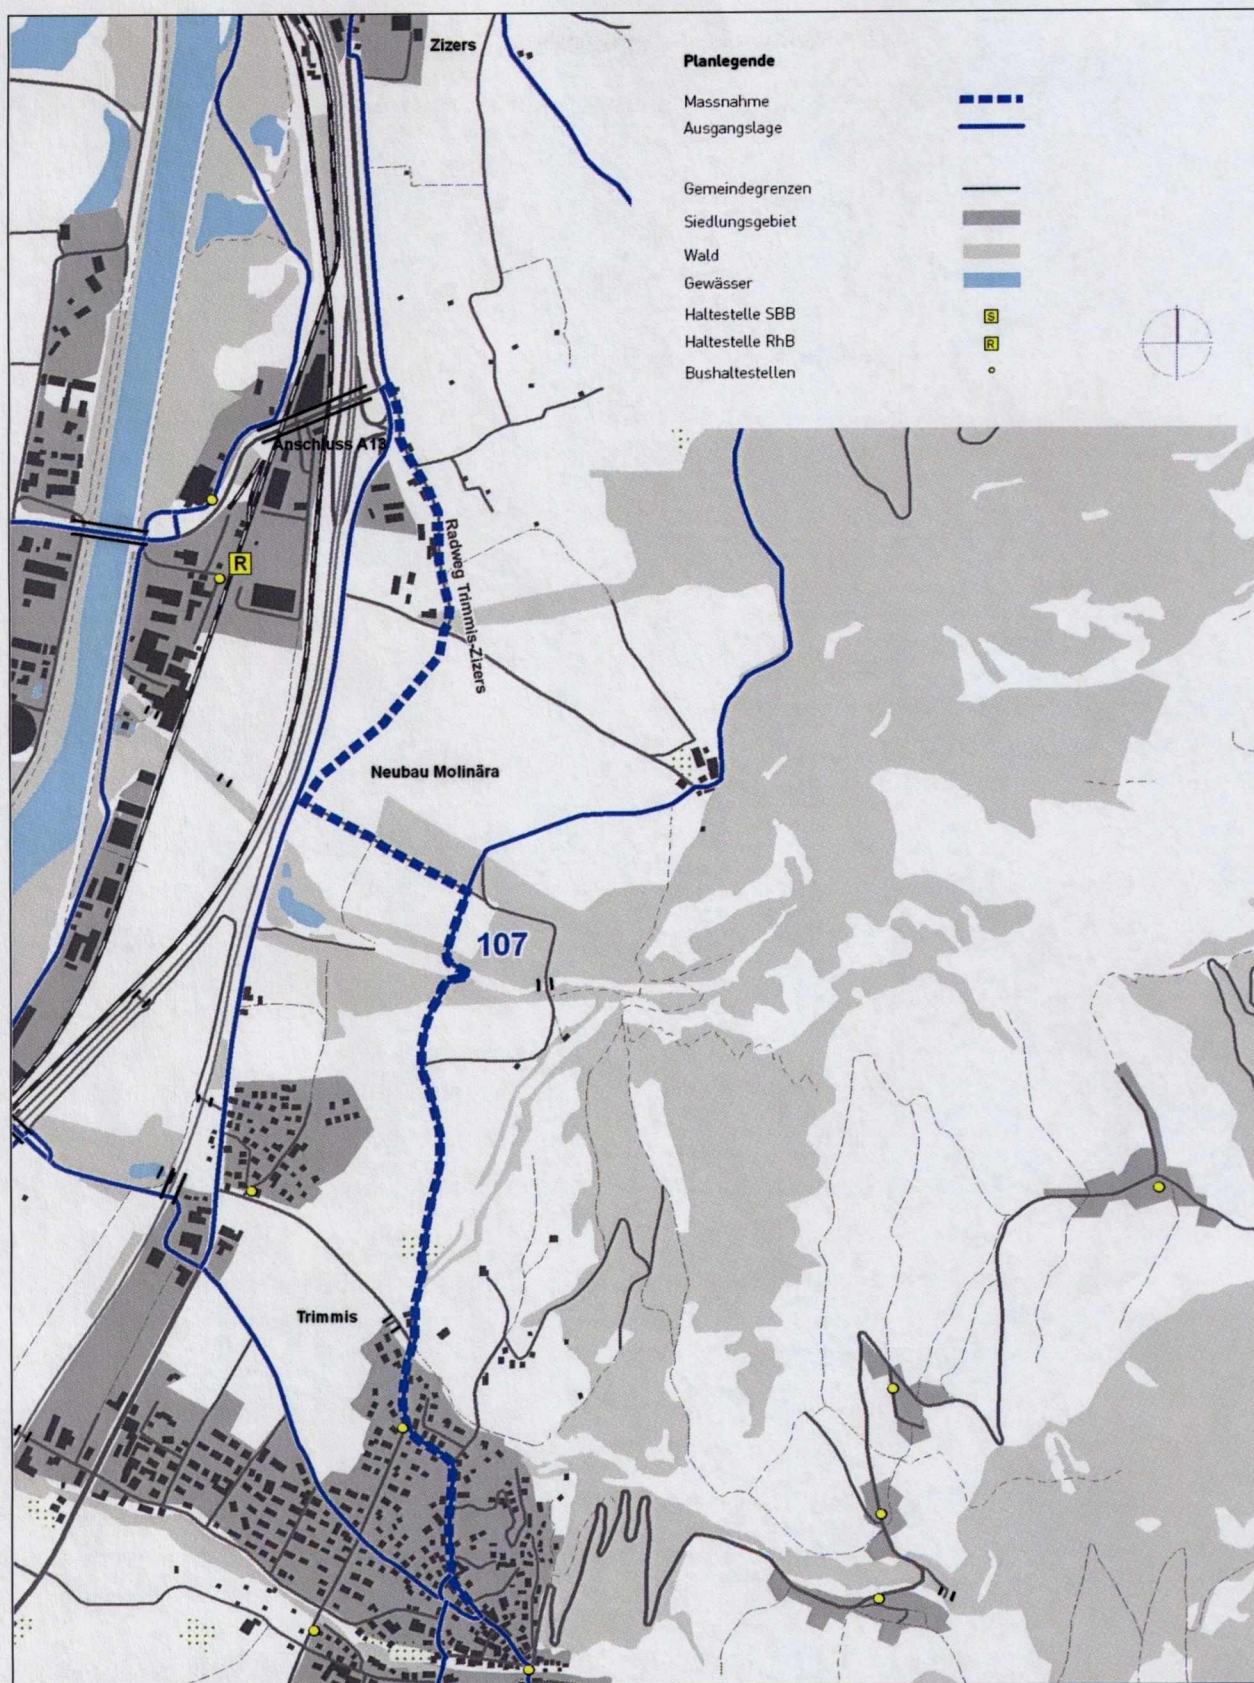 Zizers
Planlegende
Massnahme
Ausgangslage
Gemeindegrenzen
Siedlungsgebiet
Wald
Gewässer
Haltestelle SBB
S
Haltestelle RhB
R
Bushaltestellen
Anschluss A13
R
Radweg Trimmis-Zizers
Neubau Molinära
107
Trimmis